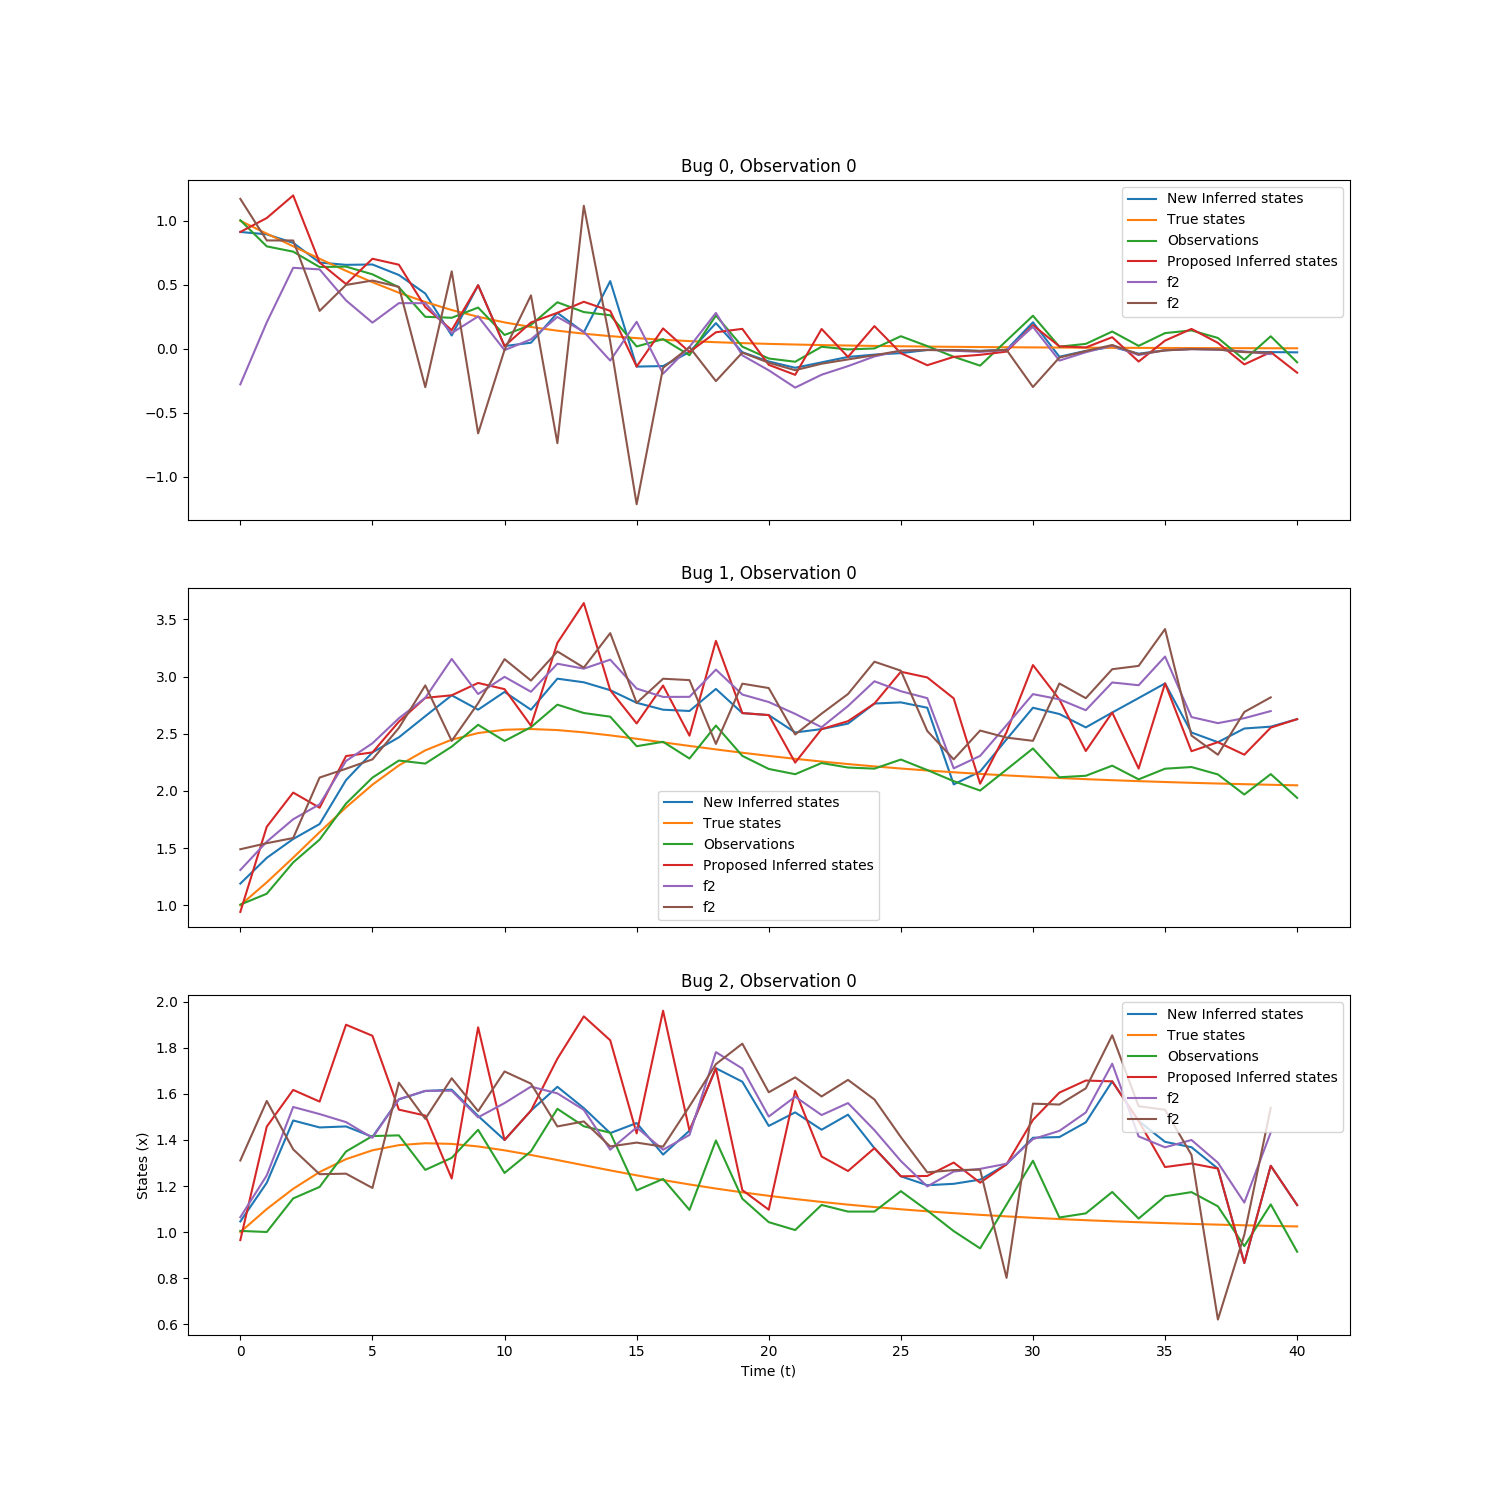 Bug 0, Observation 0
1.0
0.5
0.0
−0.5
−1.0
New Inferred states
True states
Observations
Proposed Inferred states
f2
f2
Bug 1, Observation 0
3.5
3.0
2.5
2.0
1.5
1.0
New Inferred states
True states
Observations
Proposed Inferred states
f2
f2
Bug 2, Observation 0
2.0
1.8
1.6
1.4
1.2
1.0
0.8
0.6
States (x)
New Inferred states
True states
Observations
Proposed Inferred states
f2
f2
0 5 10 15 20 25 30 35 40
Time (t)